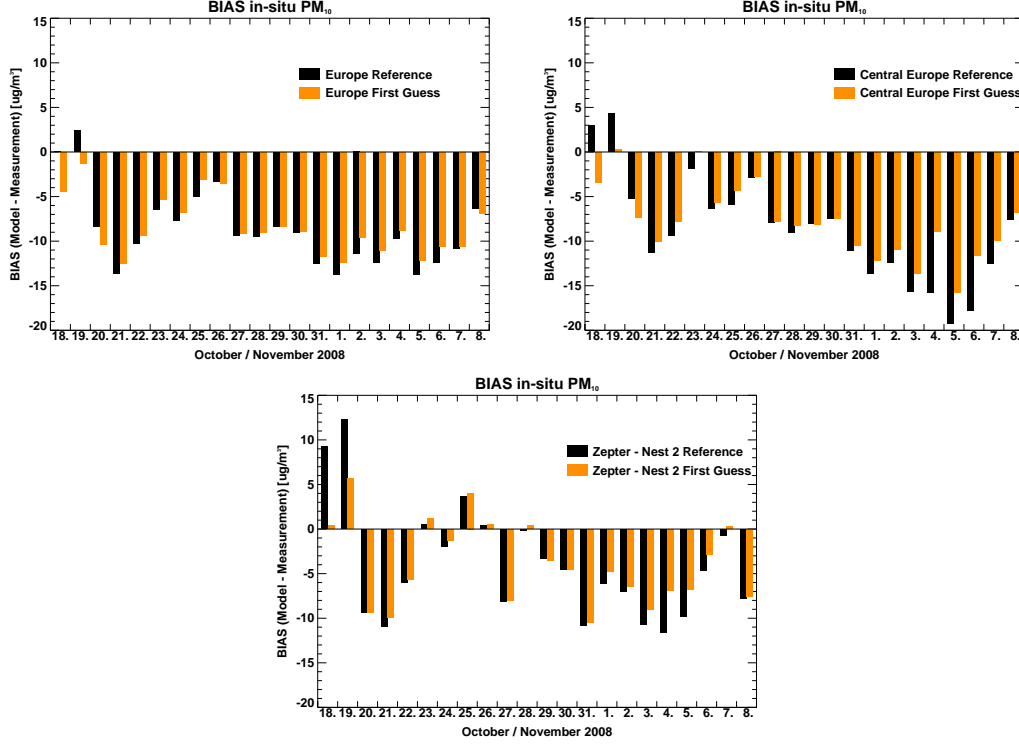 BIAS in-situ PM₁₀
BIAS (Model - Measurement) [ug/m³]
15
10
5
0
-5
-10
-15
-20
Europe Reference
Europe First Guess
18. 19. 20. 21. 22. 23. 24. 25. 26. 27. 28. 29. 30. 31. 1. 2. 3. 4. 5. 6. 7. 8.
October / November 2008
BIAS in-situ PM₁₀
BIAS (Model - Measurement) [ug/m³]
15
10
5
0
-5
-10
-15
-20
Central Europe Reference
Central Europe First Guess
18. 19. 20. 21. 22. 23. 24. 25. 26. 27. 28. 29. 30. 31. 1. 2. 3. 4. 5. 6. 7. 8.
October / November 2008
BIAS in-situ PM₁₀
BIAS (Model - Measurement) [ug/m³]
15
10
5
0
-5
-10
-15
-20
Zepter - Nest 2 Reference
Zepter - Nest 2 First Guess
18. 19. 20. 21. 22. 23. 24. 25. 26. 27. 28. 29. 30. 31. 1. 2. 3. 4. 5. 6. 7. 8.
October / November 2008